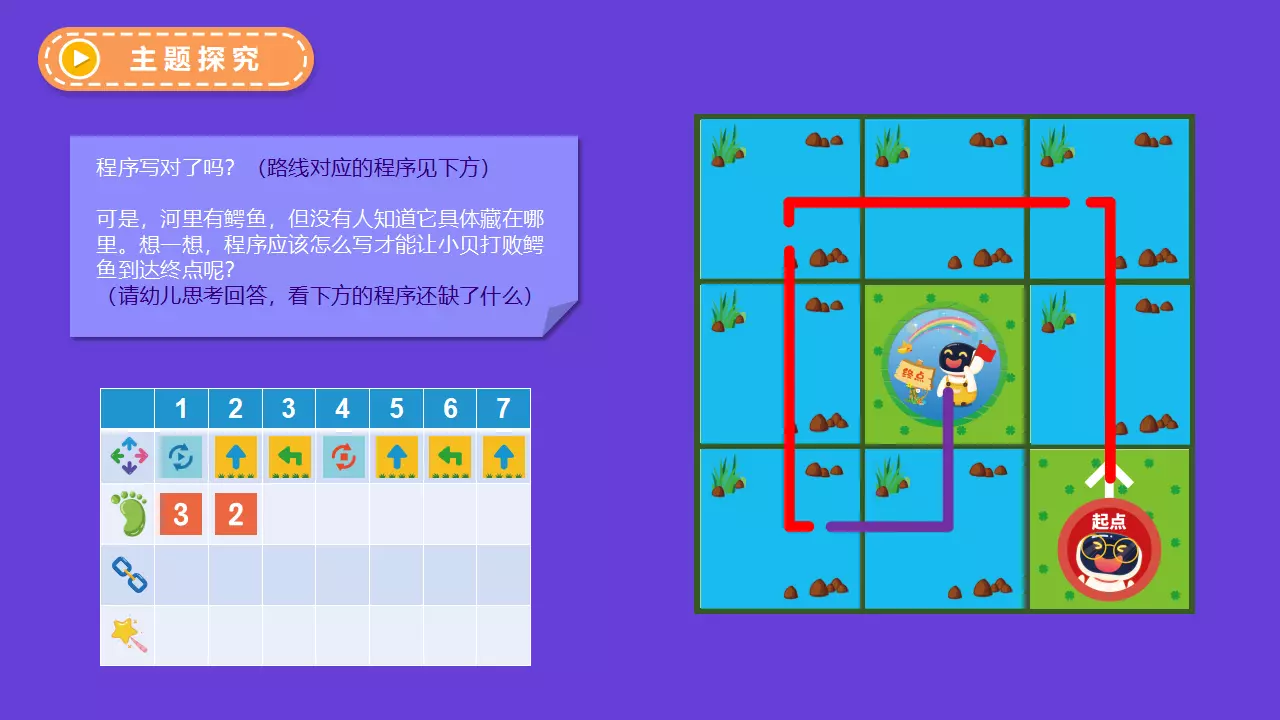 主题探究
程序写对了吗？（路线对应的程序见下方）
可是，河里有鳄鱼，但没有人知道它具体藏在哪
里。想一想，程序应该怎么写才能让小贝打败鳄
鱼到达终点呢？
（请幼儿思考回答，看下方的程序还缺了什么）
1 2 3 4 5 6 7
3 2
终点
起点